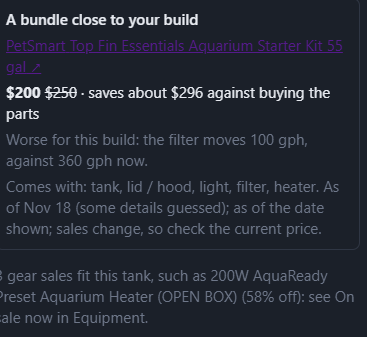 A bundle close to your build
PetSmart Top Fin Essentials Aquarium Starter Kit 55
gal ↗
$200 $250 · saves about $296 against buying the
parts
Worse for this build: the filter moves 100 gph,
against 360 gph now.
Comes with: tank, lid / hood, light, filter, heater. As
of Nov 18 (some details guessed); as of the date
shown; sales change, so check the current price.
3 gear sales fit this tank, such as 200W AquaReady
Preset Aquarium Heater (OPEN BOX) (58% off): see On
sale now in Equipment.